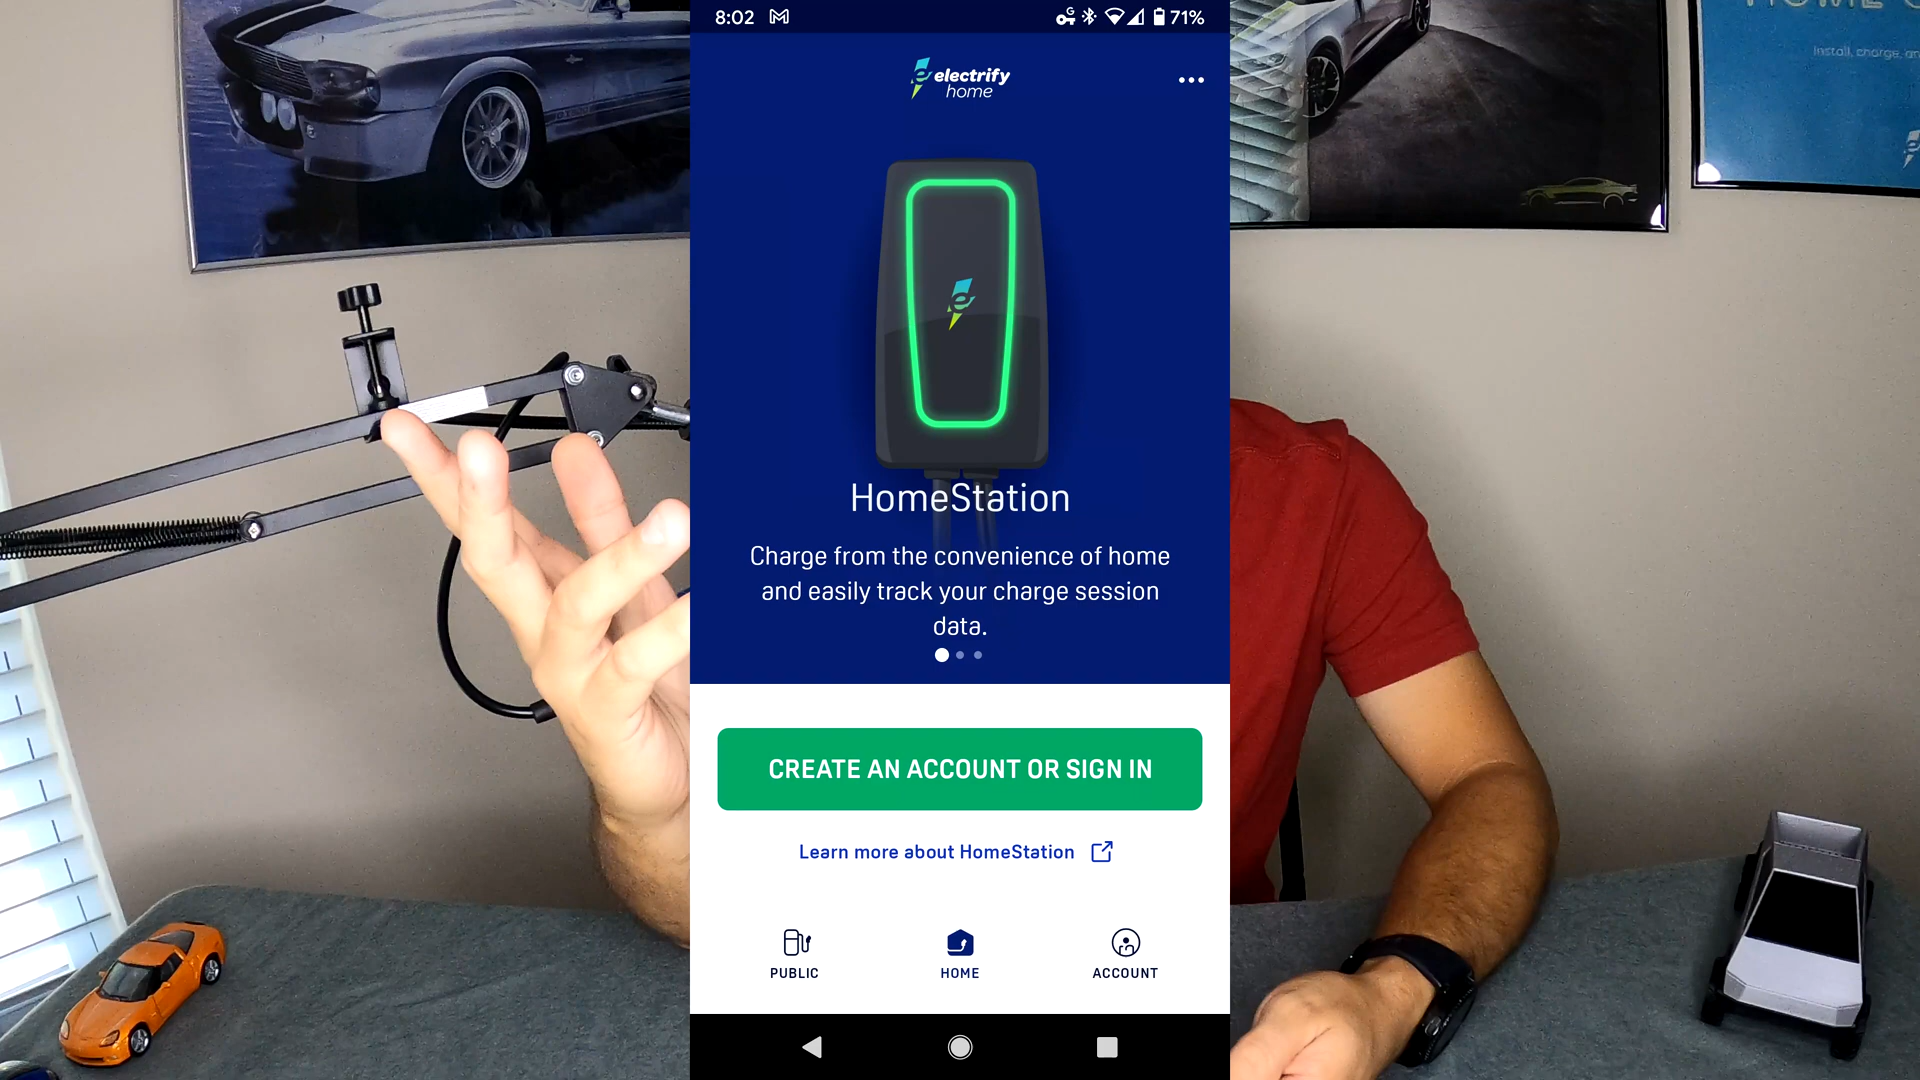 8:02
71%
electrify
home
HomeStation
Charge from the convenience of home
and easily track your charge session
data.
CREATE AN ACCOUNT OR SIGN IN
Learn more about HomeStation
PUBLIC
HOME
ACCOUNT
Install, charge, an